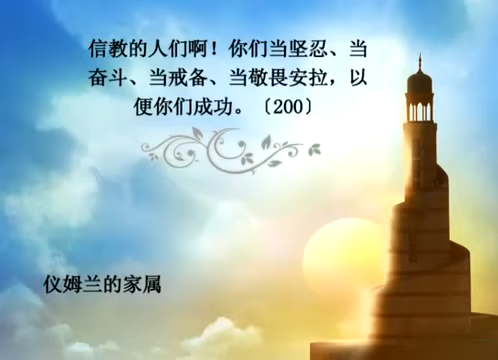 信教的人们啊！你们当坚忍、当
奋斗、当戒备、当敬畏安拉，以
便你们成功。〔200〕
仪姆兰的家属